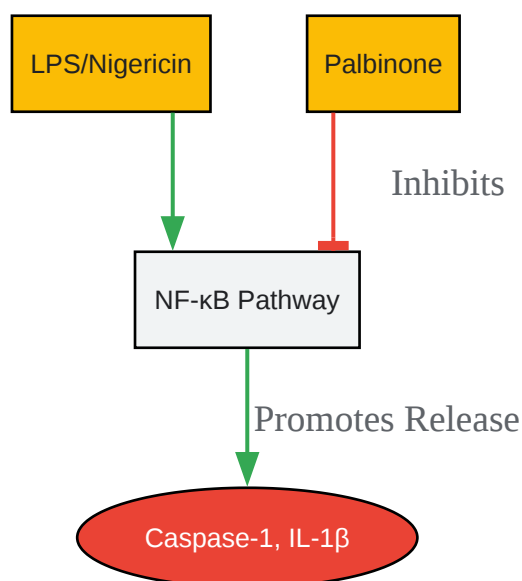 LPS/Nigericin
Palbinone
Inhibits
NF-κB Pathway
Promotes Release
Caspase-1, IL-1β